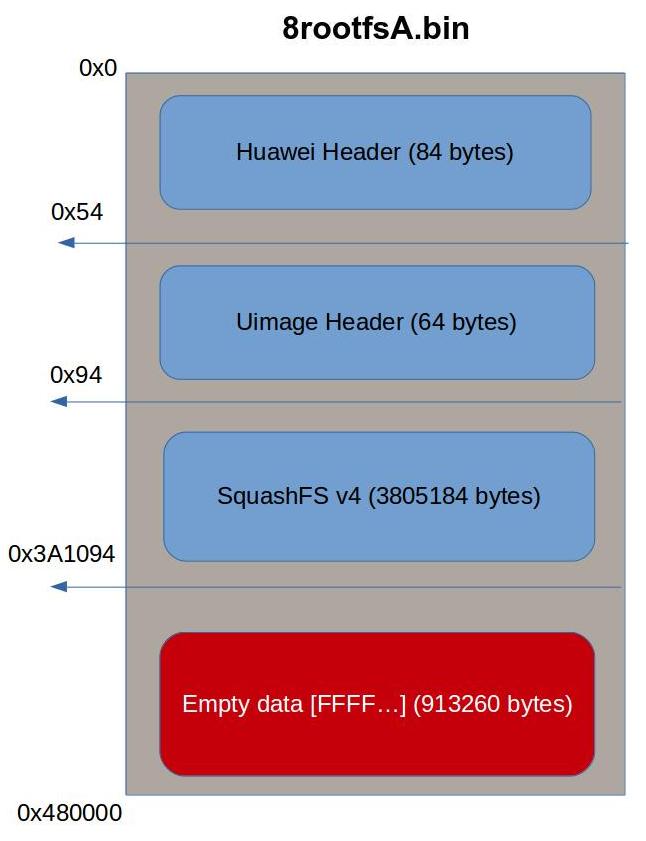 8rootfsA.bin
0x0
Huawei Header (84 bytes)
0x54
Uimage Header (64 bytes)
0x94
SquashFS v4 (3805184 bytes)
0x3A1094
Empty data [FFFF…] (913260 bytes)
0x480000